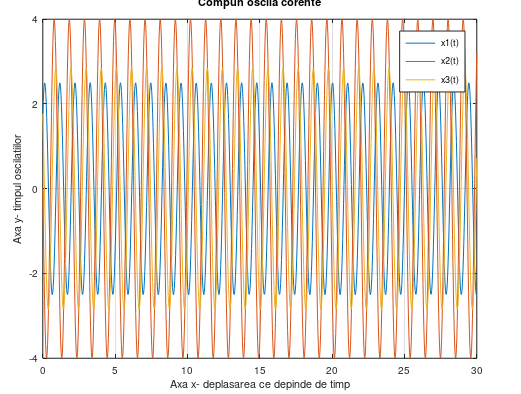 Compun oscila corente
4
2
0
-2
-4
0
5
10
15
20
25
30
x1(t)
x2(t)
x3(t)
Axa y- timpul oscilatiilor
Axa x- deplasarea ce depinde de timp